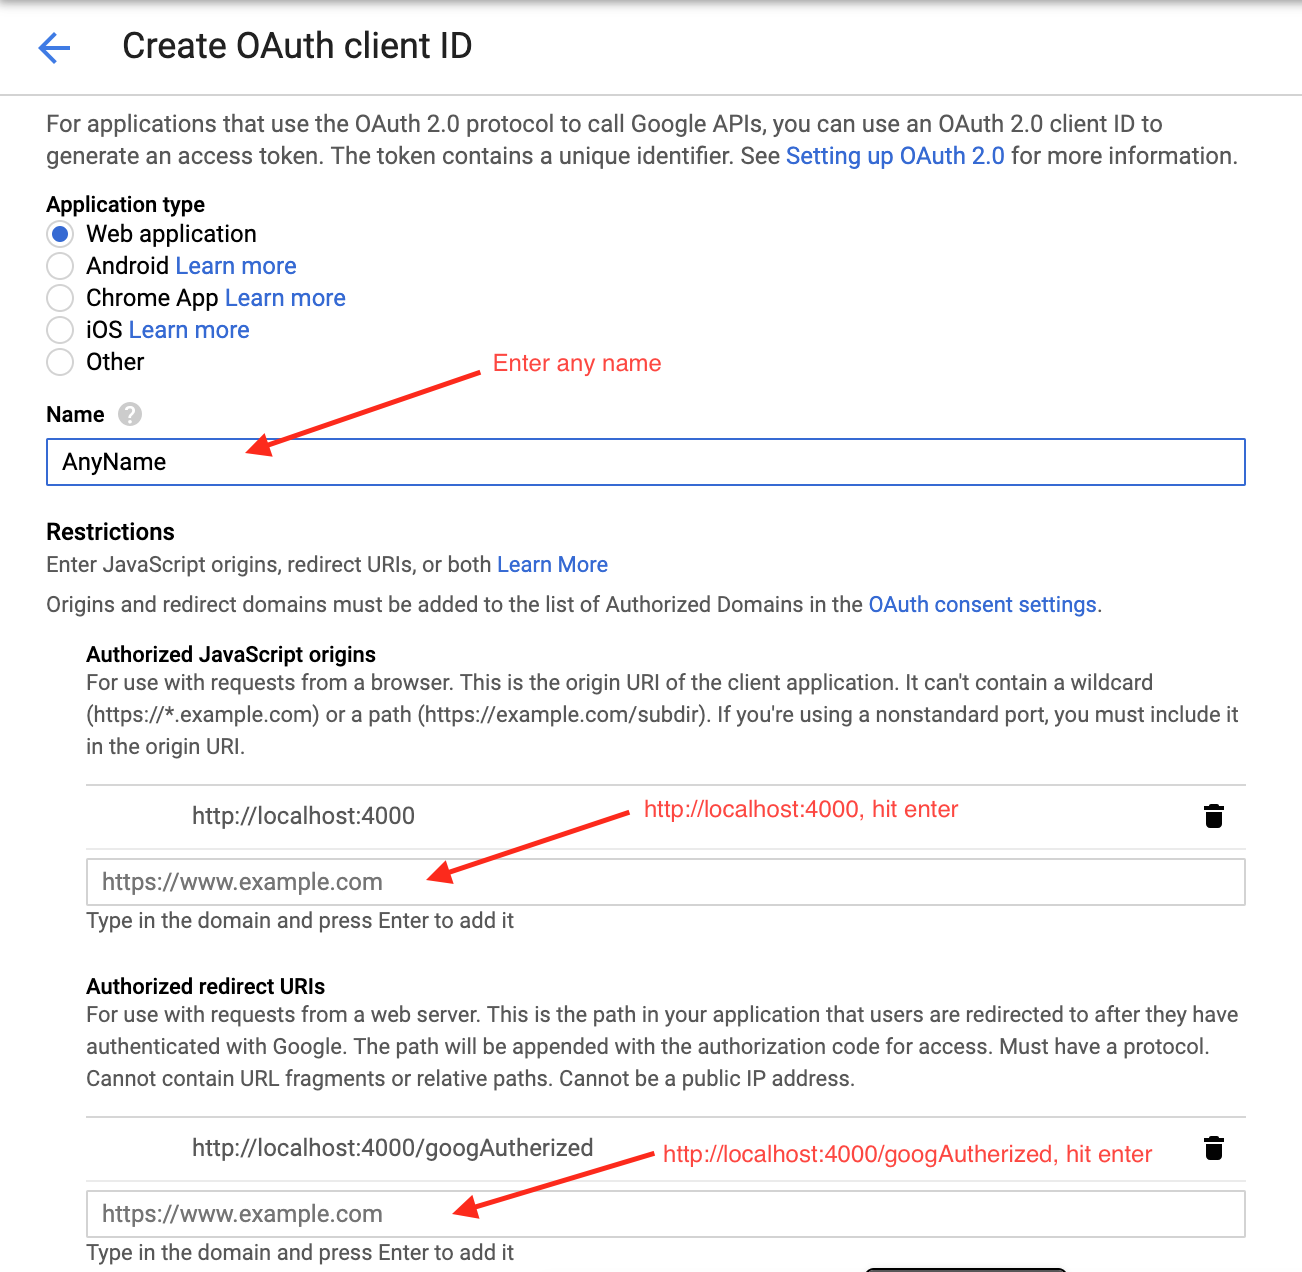 Create OAuth client ID
For applications that use the OAuth 2.0 protocol to call Google APIs, you can use an OAuth 2.0 client ID to
generate an access token. The token contains a unique identifier. See Setting up OAuth 2.0 for more information.
Application type
Web application
Android Learn more
Chrome App Learn more
iOS Learn more
Other
Enter any name
Name ?
AnyName
Restrictions
Enter JavaScript origins, redirect URIs, or both Learn More
Origins and redirect domains must be added to the list of Authorized Domains in the OAuth consent settings.
Authorized JavaScript origins
For use with requests from a browser. This is the origin URI of the client application. It can't contain a wildcard
(https://*.example.com) or a path (https://example.com/subdir). If you're using a nonstandard port, you must include it
in the origin URI.
http://localhost:4000
http://localhost:4000, hit enter
https://www.example.com
Type in the domain and press Enter to add it
Authorized redirect URIs
For use with requests from a web server. This is the path in your application that users are redirected to after they have
authenticated with Google. The path will be appended with the authorization code for access. Must have a protocol.
Cannot contain URL fragments or relative paths. Cannot be a public IP address.
http://localhost:4000/googAutherized
http://localhost:4000/googAutherized, hit enter
https://www.example.com
Type in the domain and press Enter to add it